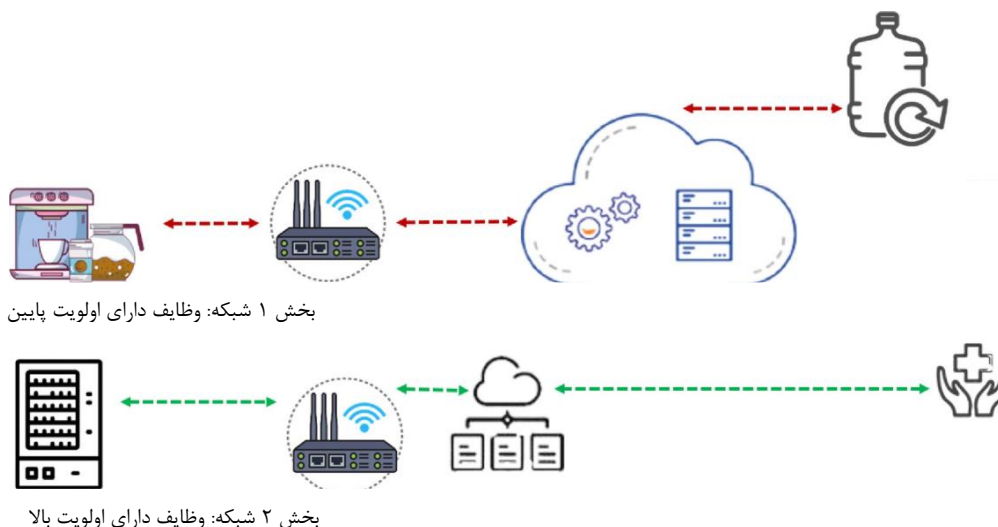 بخش ۱ شبکه: وظایف دارای اولویت پایین
بخش ۲ شبکه: وظایف دارای اولویت بالا